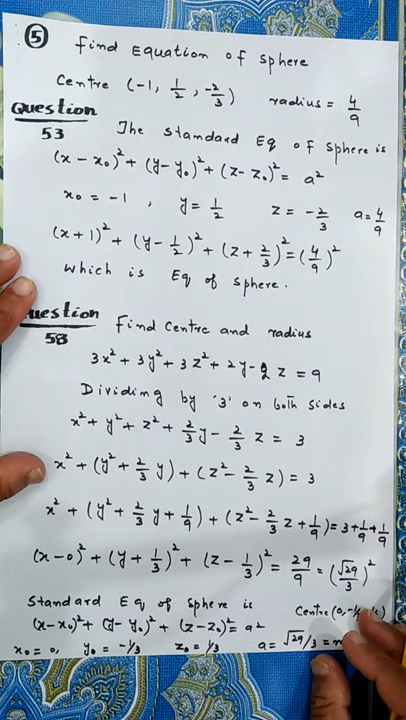 ⑤ Find Equation of Sphere
Centre (-1, 1/2, -2/3) radius = 4/9
Question
53
The standard Eq of Sphere is
(x - x₀)² + (y - y₀)² + (z - z₀)² = a²
x₀ = -1 , y = 1/2 z = -2/3 a = 4/9
(x + 1)² + (y - 1/2)² + (z + 2/3)² = (4/9)²
which is Eq of sphere.
uestion
58
Find Centre and radius
3x² + 3y² + 3z² + 2y - 2z = 9
Dividing by '3' on both sides
x² + y² + z² + 2/3 y - 2/3 z = 3
x² + (y² + 2/3 y) + (z² - 2/3 z) = 3
x² + (y² + 2/3 y + 1/9) + (z² - 2/3 z + 1/9) = 3 + 1/9 + 1/9
(x - 0)² + (y + 1/3)² + (z - 1/3)² = 29/9 = (√29/3)²
Standard Eq of Sphere is
Centre (0, -1/3,
(x - x₀)² + (y - y₀)² + (z - z₀)² = a²
x₀ = 0, y₀ = -1/3 z₀ = 1/3 a = √29/3 =